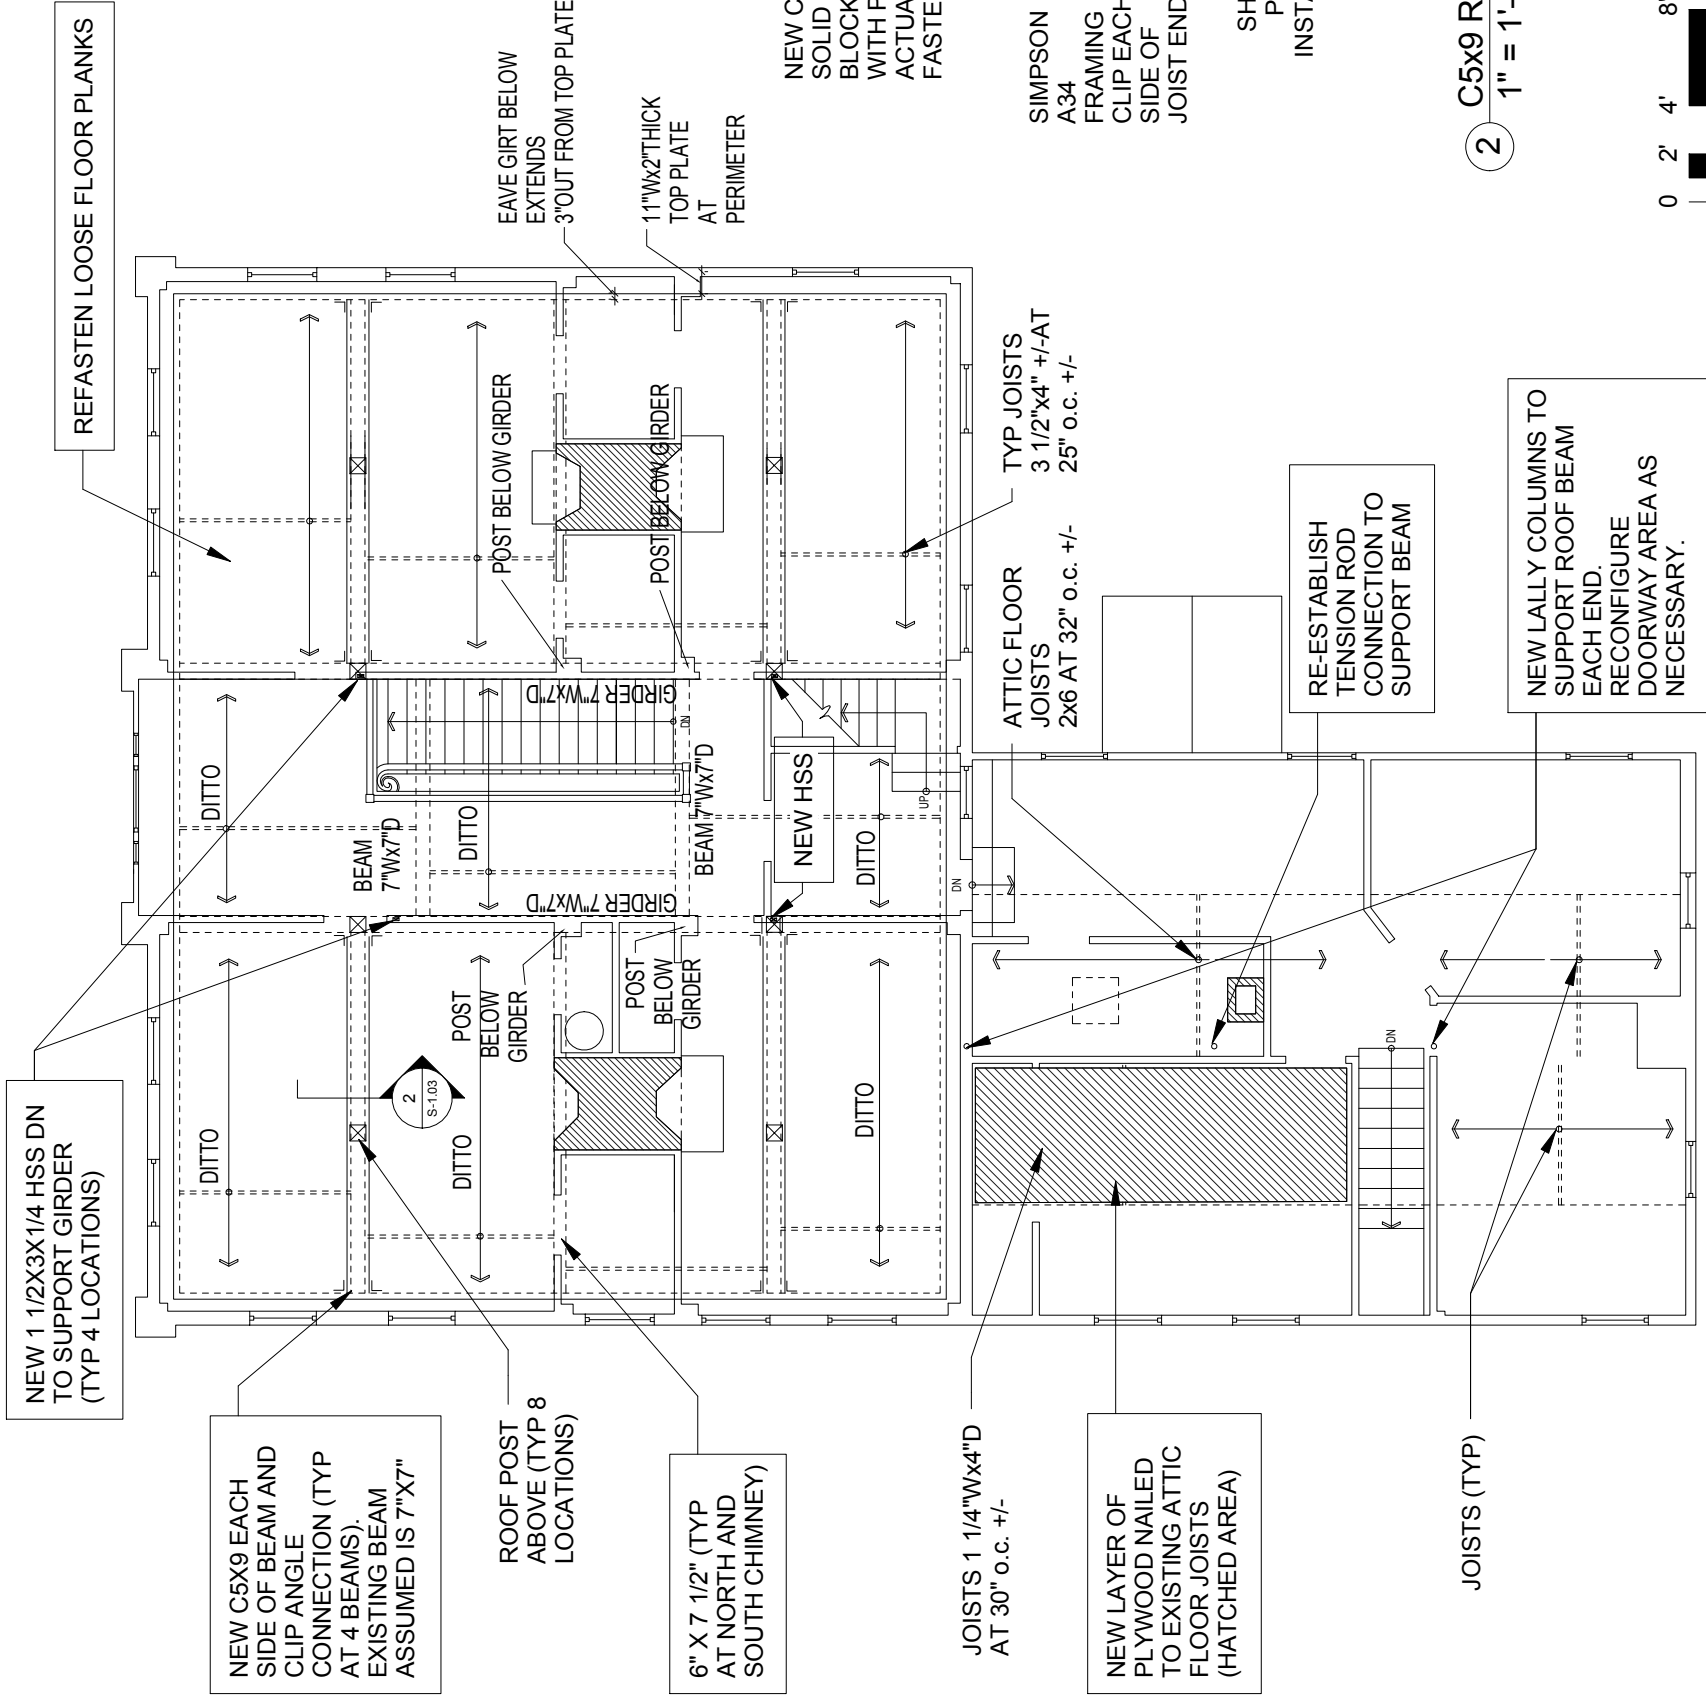 REFASTEN LOOSE FLOOR PLANKS
EAVE GIRT BELOW
EXTENDS
3"OUT FROM TOP PLATE
11"Wx2"THICK
TOP PLATE
AT
PERIMETER
NEW C
SOLID
BLOCK
WITH
ACTUA
FASTE
SIMPSON
A34
FRAMING
CLIP EACH
SIDE OF
JOIST END
SH
P
INSTA
2
C5x9 R
1" = 1'-
0
2'
4'
8'
NEW 1 1/2X3X1/4 HSS DN
TO SUPPORT GIRDER
(TYP 4 LOCATIONS)
NEW C5X9 EACH
SIDE OF BEAM AND
CLIP ANGLE
CONNECTION (TYP
AT 4 BEAMS).
EXISTING BEAM
ASSUMED IS 7"X7"
ROOF POST
ABOVE (TYP 8
LOCATIONS)
6" X 7 1/2" (TYP
AT NORTH AND
SOUTH CHIMNEY)
JOISTS 1 1/4"Wx4"D
AT 30" o.c. +/-
NEW LAYER OF
PLYWOOD NAILED
TO EXISTING ATTIC
FLOOR JOISTS
(HATCHED AREA)
JOISTS (TYP)
DITTO
2
S-1.03
DITTO
POST
BELOW
GIRDER
POST
BELOW
GIRDER
DITTO
DITTO
BEAM
7"Wx7"D
DITTO
GIRDER 7"Wx7"D
GIRDER 7"Wx7"D
BEAM 7"Wx7"D
DN
NEW HSS
DITTO
UP
DN
POST BELOW GIRDER
POST BELOW GIRDER
TYP JOISTS
3 1/2"x4" +/-AT
25" o.c. +/-
ATTIC FLOOR
JOISTS
2x6 AT 32" o.c. +/-
RE-ESTABLISH
TENSION ROD
CONNECTION TO
SUPPORT BEAM
NEW LALLY COLUMNS TO
SUPPORT ROOF BEAM
EACH END.
RECONFIGURE
DOORWAY AREA AS
NECESSARY.
DN